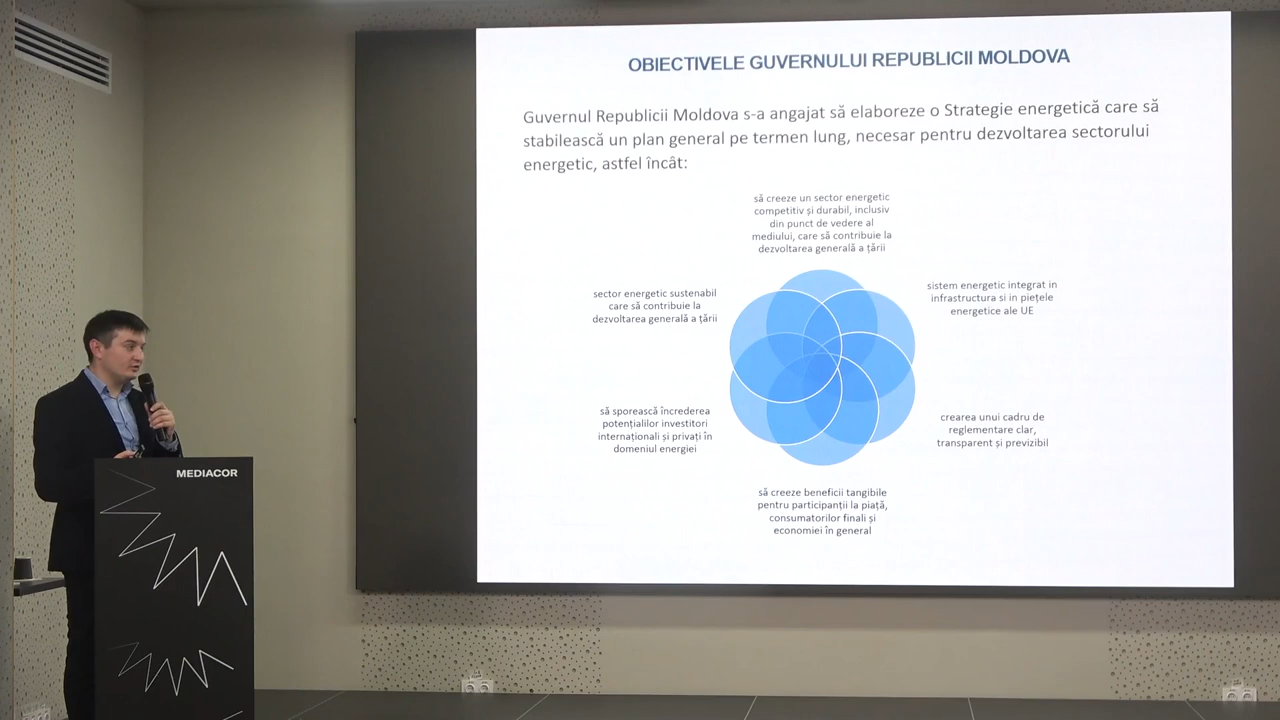 OBIECTIVELE GUVERNULUI REPUBLICII MOLDOVA
Guvernul Republicii Moldova s-a angajat să elaboreze o Strategie energetică care să
stabilească un plan general pe termen lung, necesar pentru dezvoltarea sectorului
energetic, astfel încât:
să creeze un sector energetic
competitiv și durabil, inclusiv
din punct de vedere al
mediului, care să contribuie la
dezvoltarea generală a țării
sistem energetic integrat in
infrastructura si in piețele
energetice ale UE
crearea unui cadru de
reglementare clar,
transparent și previzibil
să creeze beneficii tangibile
pentru participanții la piață,
consumatorilor finali și
economiei în general
să sporească încrederea
potențialilor investitori
internaționali și privați în
domeniul energiei
sector energetic sustenabil
care să contribuie la
dezvoltarea generală a țării
MEDIACOR